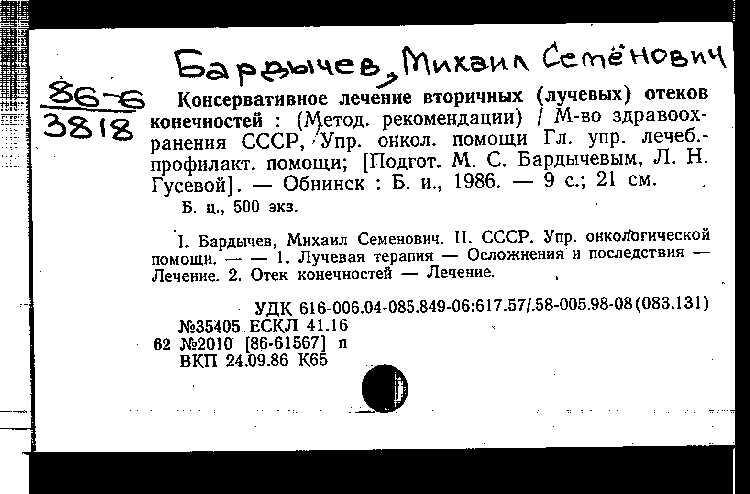 Бардычев, Михаил Семёнович
86-6
3818
Консервативное лечение вторичных (лучевых) отеков
конечностей : (Метод. рекомендации) / М-во здравоох-
ранения СССР, Упр. онкол. помощи Гл. упр. лечеб.-
профилакт. помощи; [Подгот. М. С. Бардычевым, Л. Н.
Гусевой]. — Обнинск : Б. и., 1986. — 9 с.; 21 см.
Б. ц., 500 экз.
I. Бардычев, Михаил Семенович. II. СССР. Упр. онкологической
помощи. — — 1. Лучевая терапия — Осложнения и последствия —
Лечение. 2. Отек конечностей — Лечение.
УДК 616-006.04-085.849-06:617.57/.58-005.98-08(083.131)
№35405 ЕСКЛ 41.16
62 №2010 [86-61567] п
ВКП 24.09.86 К65